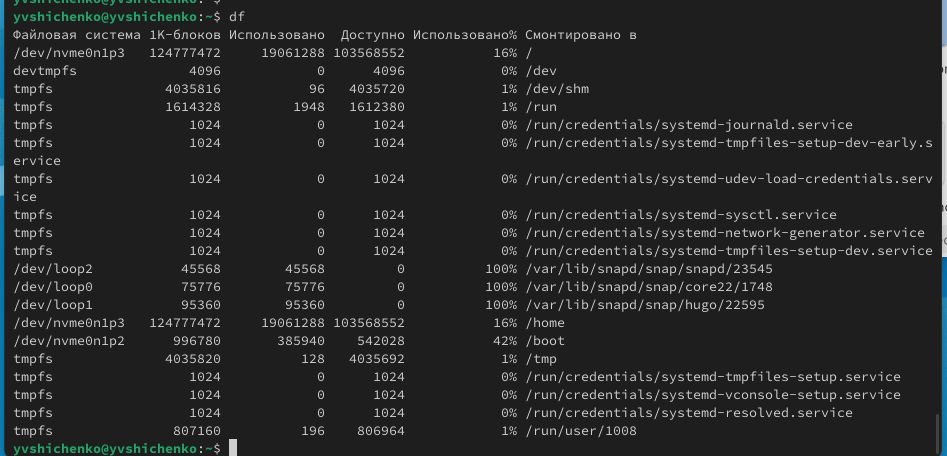 yvshichenko@yvshichenko:~$
yvshichenko@yvshichenko:~$ df
Файловая система 1K-блоков Использовано Доступно Использовано% Смонтировано в
/dev/nvme0n1p3 124777472 19061288 103568552 16% /
devtmpfs 4096 0 4096 0% /dev
tmpfs 4035816 96 4035720 1% /dev/shm
tmpfs 1614328 1948 1612380 1% /run
tmpfs 1024 0 1024 0% /run/credentials/systemd-journald.service
tmpfs 1024 0 1024 0% /run/credentials/systemd-tmpfiles-setup-dev-early.s
ervice
tmpfs 1024 0 1024 0% /run/credentials/systemd-udev-load-credentials.serv
ice
tmpfs 1024 0 1024 0% /run/credentials/systemd-sysctl.service
tmpfs 1024 0 1024 0% /run/credentials/systemd-network-generator.service
tmpfs 1024 0 1024 0% /run/credentials/systemd-tmpfiles-setup-dev.service
/dev/loop2 45568 45568 0 100% /var/lib/snapd/snap/snapd/23545
/dev/loop0 75776 75776 0 100% /var/lib/snapd/snap/core22/1748
/dev/loop1 95360 95360 0 100% /var/lib/snapd/snap/hugo/22595
/dev/nvme0n1p3 124777472 19061288 103568552 16% /home
/dev/nvme0n1p2 996780 385940 542028 42% /boot
tmpfs 4035820 128 4035692 1% /tmp
tmpfs 1024 0 1024 0% /run/credentials/systemd-tmpfiles-setup.service
tmpfs 1024 0 1024 0% /run/credentials/systemd-vconsole-setup.service
tmpfs 1024 0 1024 0% /run/credentials/systemd-resolved.service
tmpfs 807160 196 806964 1% /run/user/1008
yvshichenko@yvshichenko:~$